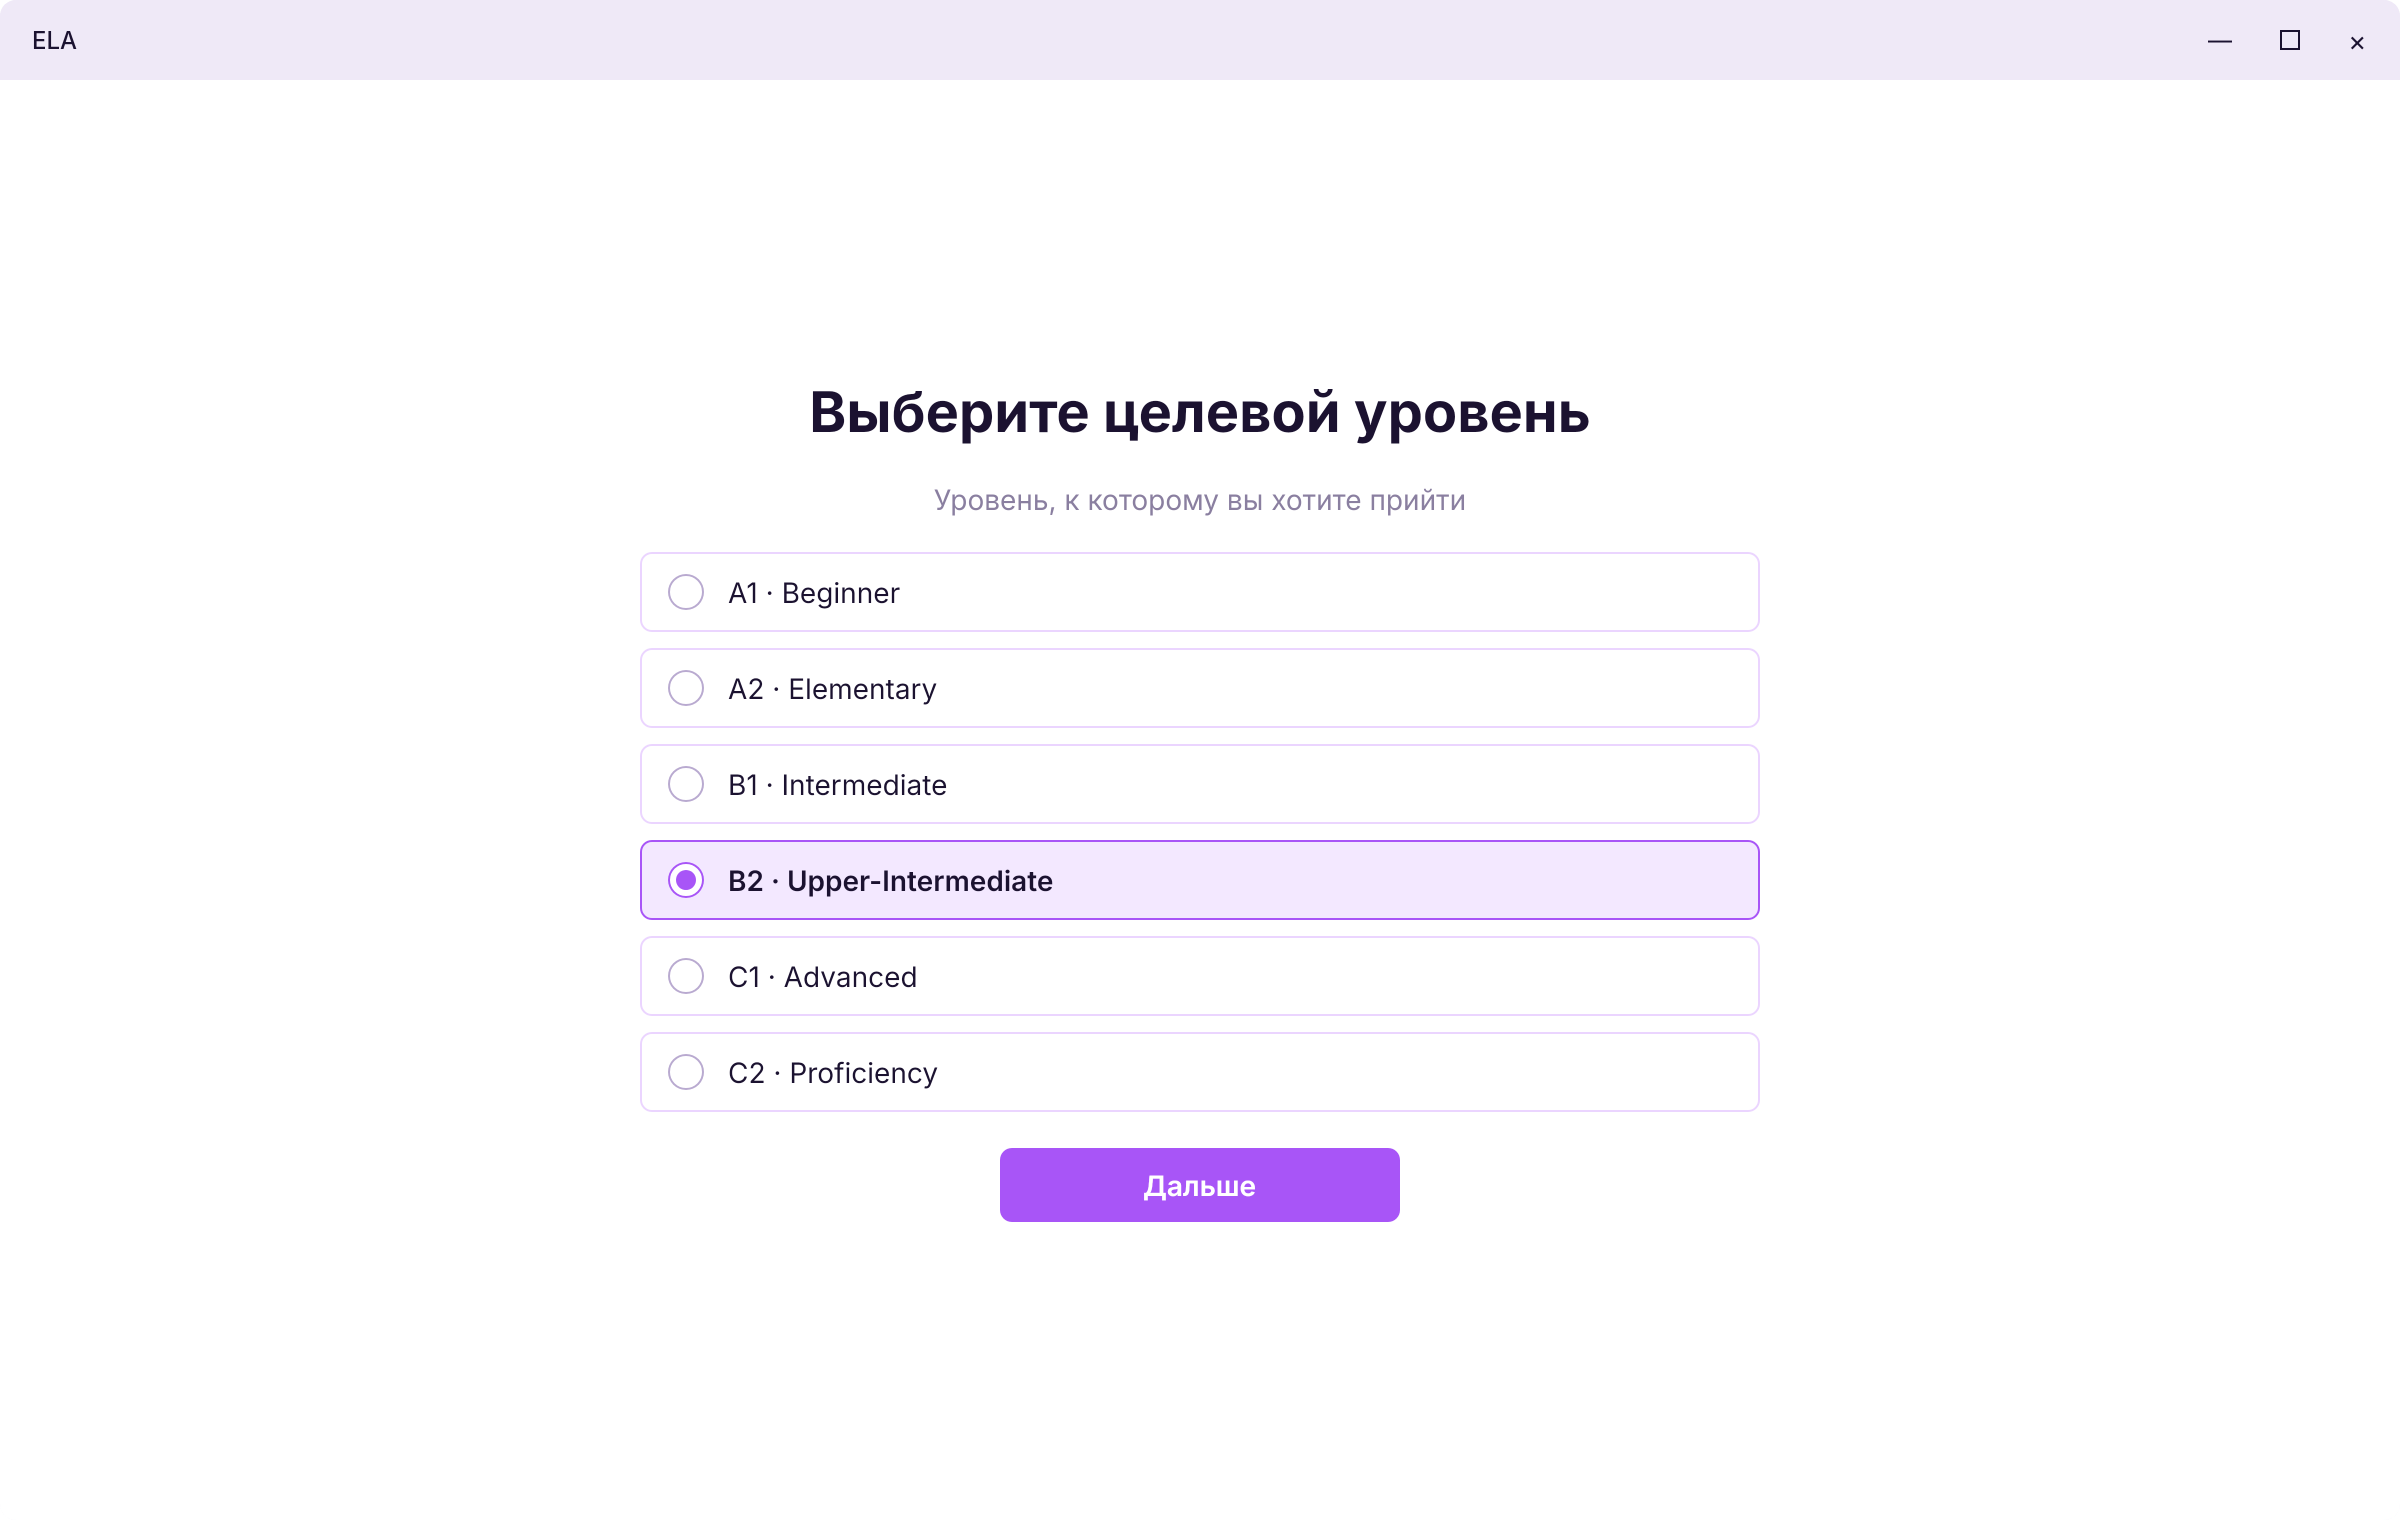 ELA
Выберите целевой уровень
Уровень, к которому вы хотите прийти
A1 · Beginner
A2 · Elementary
B1 · Intermediate
B2 · Upper-Intermediate
C1 · Advanced
C2 · Proficiency
Дальше